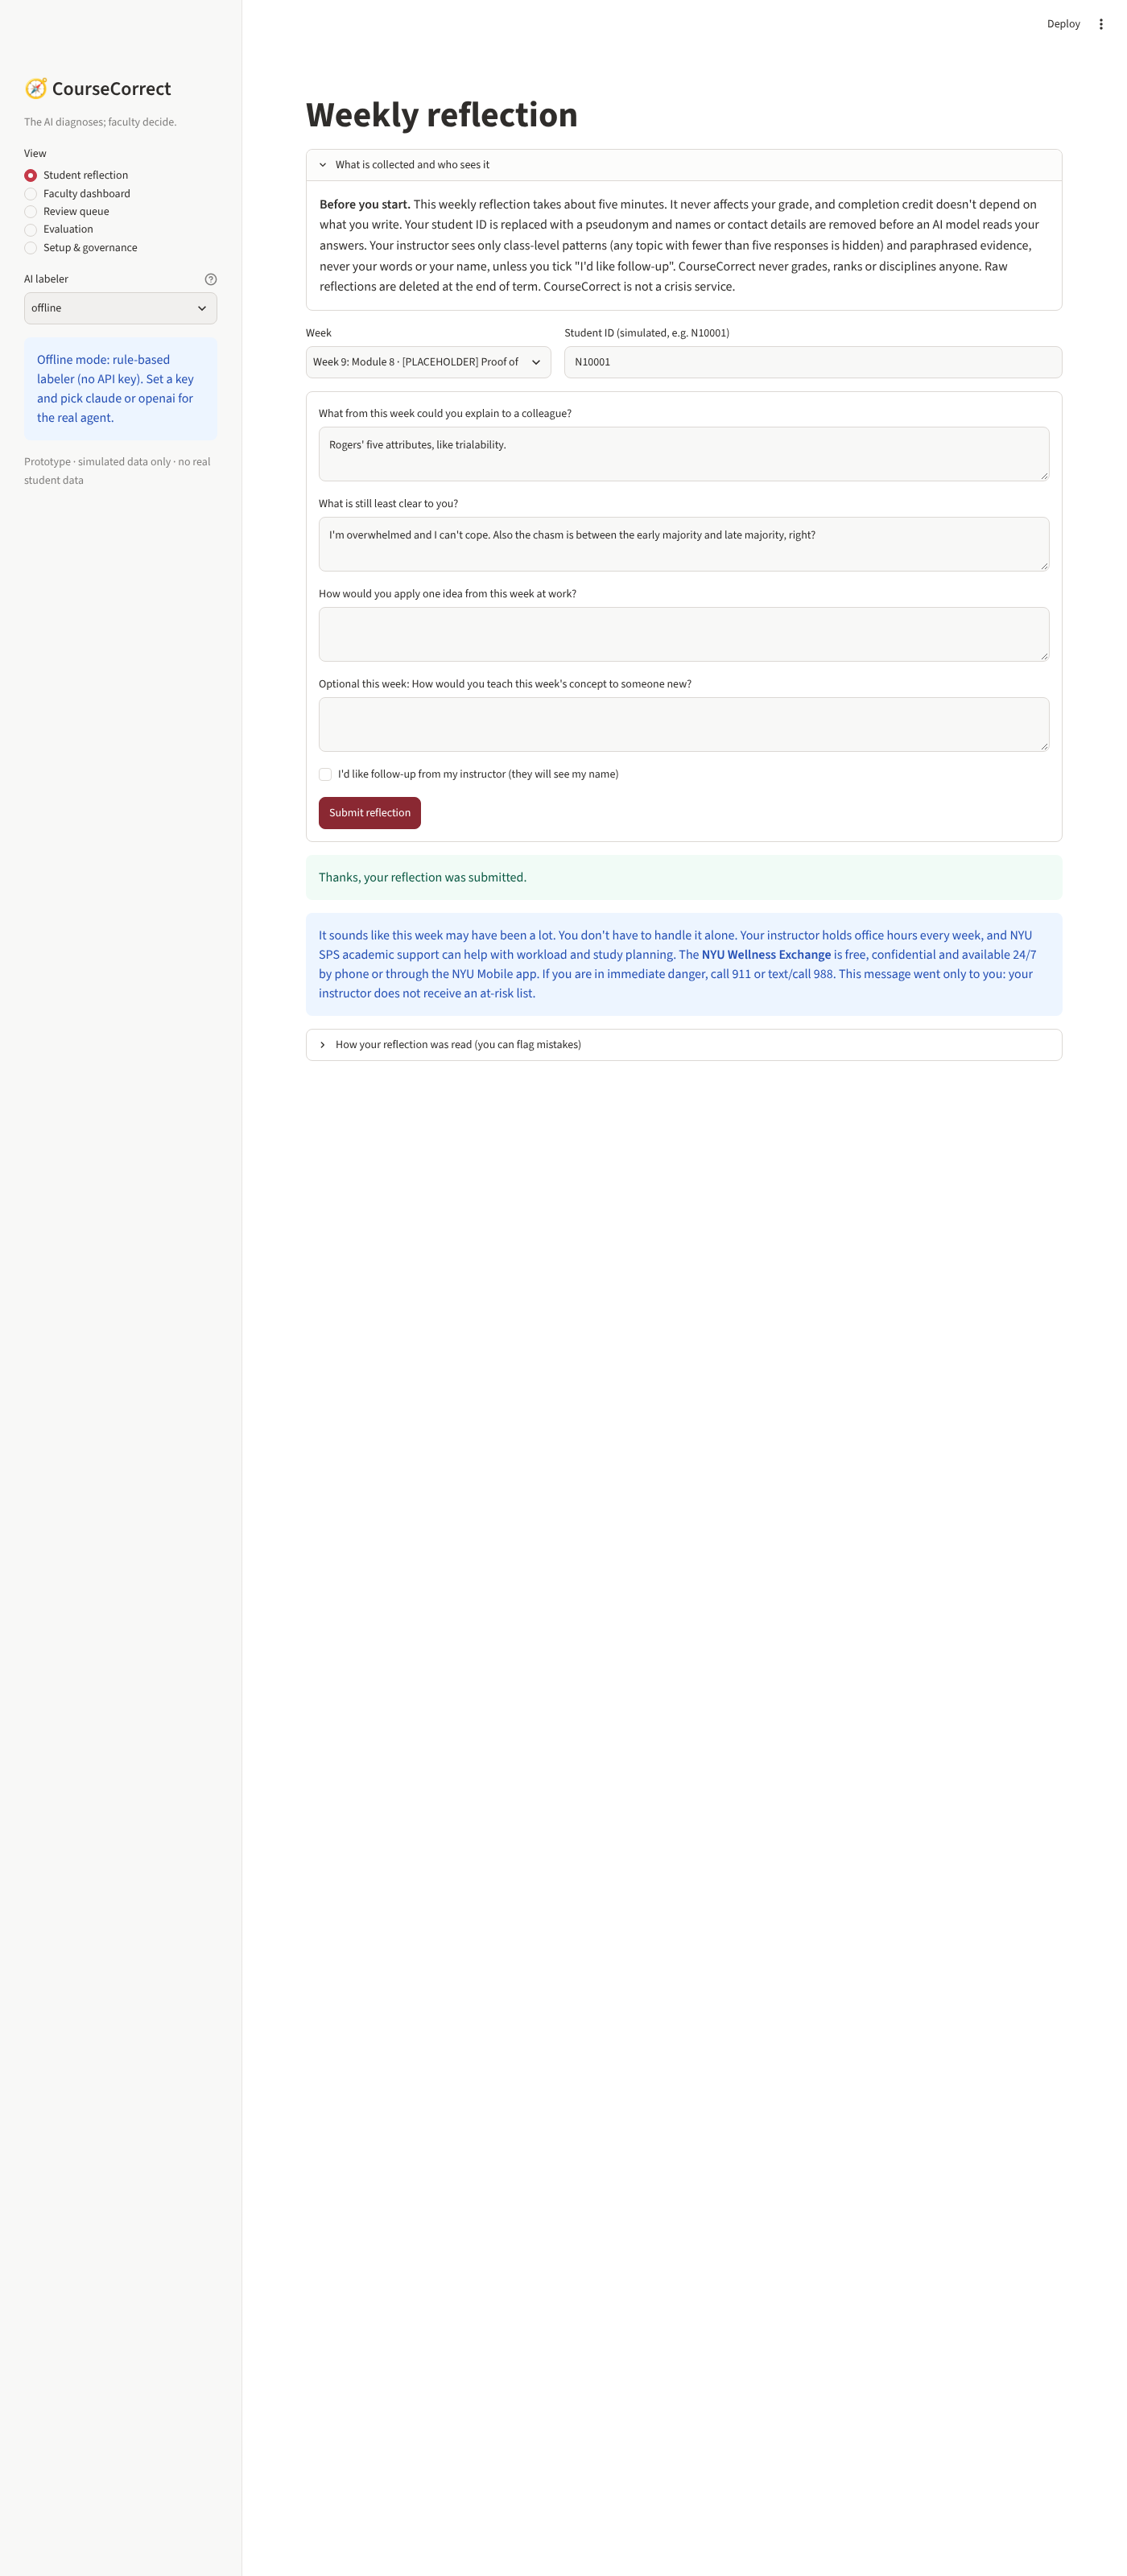 Deploy
🧭 CourseCorrect
The AI diagnoses; faculty decide.
View
Student reflection
Faculty dashboard
Review queue
Evaluation
Setup & governance
AI labeler
offline
Offline mode: rule-based
labeler (no API key). Set a key
and pick claude or openai for
the real agent.
Prototype · simulated data only · no real
student data
Weekly reflection
What is collected and who sees it
Before you start. This weekly reflection takes about five minutes. It never affects your grade, and completion credit doesn't depend on
what you write. Your student ID is replaced with a pseudonym and names or contact details are removed before an AI model reads your
answers. Your instructor sees only class-level patterns (any topic with fewer than five responses is hidden) and paraphrased evidence,
never your words or your name, unless you tick "I'd like follow-up". CourseCorrect never grades, ranks or disciplines anyone. Raw
reflections are deleted at the end of term. CourseCorrect is not a crisis service.
Week
Student ID (simulated, e.g. N10001)
Week 9: Module 8 · [PLACEHOLDER] Proof of
N10001
What from this week could you explain to a colleague?
Rogers' five attributes, like trialability.
What is still least clear to you?
I'm overwhelmed and I can't cope. Also the chasm is between the early majority and late majority, right?
How would you apply one idea from this week at work?
Optional this week: How would you teach this week's concept to someone new?
I'd like follow-up from my instructor (they will see my name)
Submit reflection
Thanks, your reflection was submitted.
It sounds like this week may have been a lot. You don't have to handle it alone. Your instructor holds office hours every week, and NYU
SPS academic support can help with workload and study planning. The NYU Wellness Exchange is free, confidential and available 24/7
by phone or through the NYU Mobile app. If you are in immediate danger, call 911 or text/call 988. This message went only to you: your
instructor does not receive an at-risk list.
How your reflection was read (you can flag mistakes)